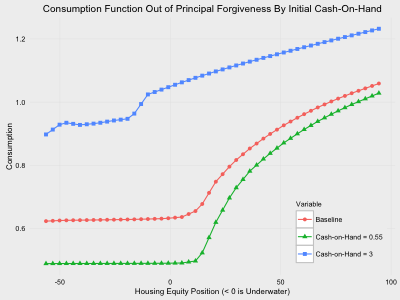 Consumption Function Out of Principal Forgiveness By Initial Cash-On-Hand
1.2
1.0
0.8
0.6
Consumption
-50
0
50
100
Housing Equity Position (< 0 is Underwater)
Variable
Baseline
Cash-on-Hand = 0.55
Cash-on-Hand = 3